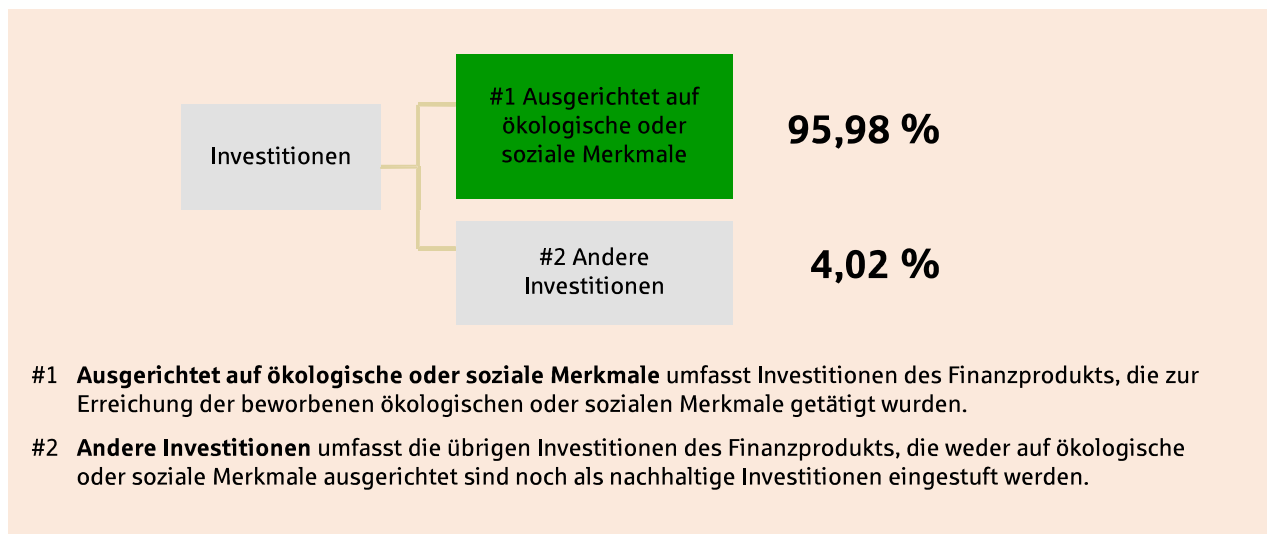 #1 Ausgerichtet auf
ökologische oder
soziale Merkmale
95,98 %
Investitionen
#2 Andere
Investitionen
4,02 %
#1 Ausgerichtet auf ökologische oder soziale Merkmale umfasst Investitionen des Finanzprodukts, die zur
Erreichung der beworbenen ökologischen oder sozialen Merkmale getätigt wurden.
#2 Andere Investitionen umfasst die übrigen Investitionen des Finanzprodukts, die weder auf ökologische
oder soziale Merkmale ausgerichtet sind noch als nachhaltige Investitionen eingestuft werden.